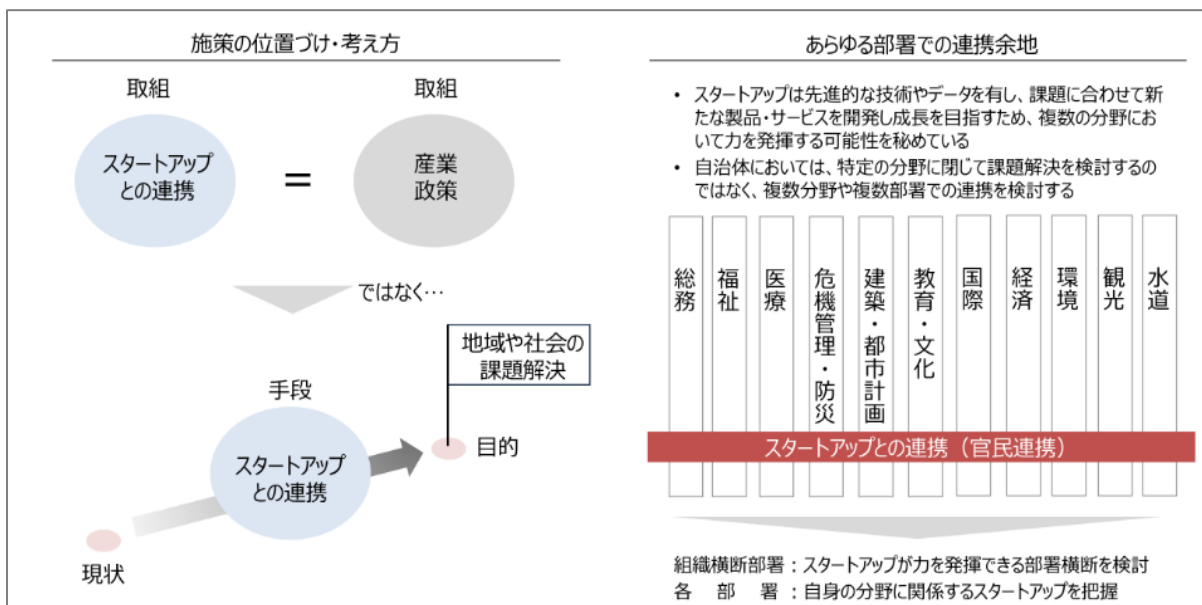 施策の位置づけ・考え方
取組
取組
スタートアップ
との連携
＝
産業
政策
ではなく…
地域や社会の
課題解決
手段
スタートアップ
との連携
目的
現状
あらゆる部署での連携余地
• スタートアップは先進的な技術やデータを有し、課題に合わせて新
たな製品・サービスを開発し成長を目指すため、複数の分野にお
いて力を発揮する可能性を秘めている
• 自治体においては、特定の分野に閉じて課題解決を検討するの
ではなく、複数分野や複数部署での連携を検討する
総務
福祉
医療
危機管理・防災
建築・都市計画
教育・文化
国際
経済
環境
観光
水道
スタートアップとの連携（官民連携）
組織横断部署：スタートアップが力を発揮できる部署横断を検討
各部署：自身の分野に関係するスタートアップを把握